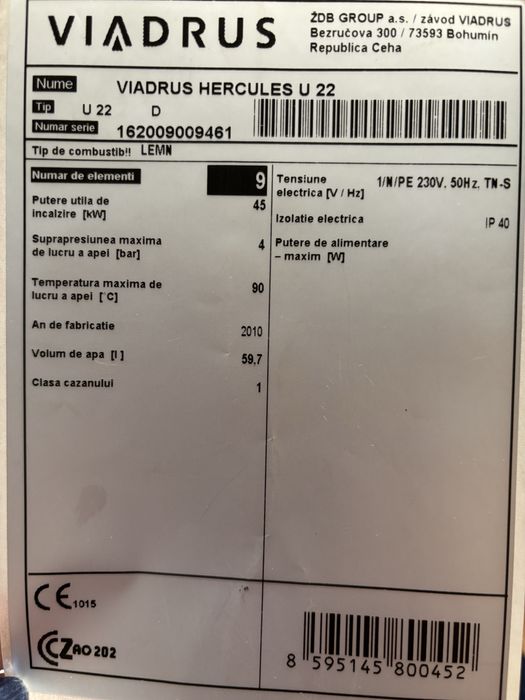 VIADRUS
ŽDB GROUP a.s. / závod VIADRUS
Bezručova 300 / 73593 Bohumín
Republica Ceha
Nume VIADRUS HERCULES U 22
Tip U 22 D
Numar serie 162009009461
Tip de combustib!! LEMN
Numar de elementi 9
Putere utila de
incalzire [kW] 45
Suprapresiunea maxima
de lucru a apei [bar] 4
Temperatura maxima de
lucru a apei [°C] 90
An de fabricatie 2010
Volum de apa [l] 59,7
Clasa cazanului 1
Tensiune
electrica [V / Hz] 1/N/PE 230V, 50Hz, TN-S
Izolatie electrica IP 40
Putere de alimentare
– maxim [W]
CE 1015
CCZ AO 202
8 595145 800452